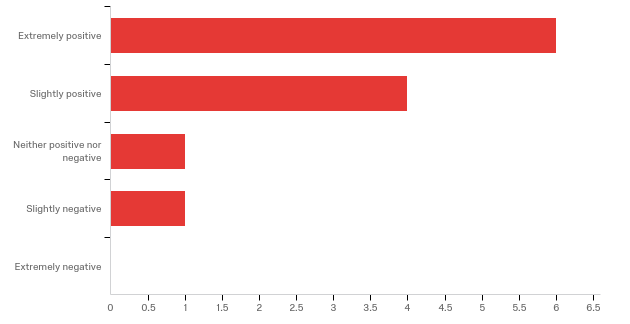 Extremely positive
Slightly positive
Neither positive nor
negative
Slightly negative
Extremely negative
0 0.5 1 1.5 2 2.5 3 3.5 4 4.5 5 5.5 6 6.5